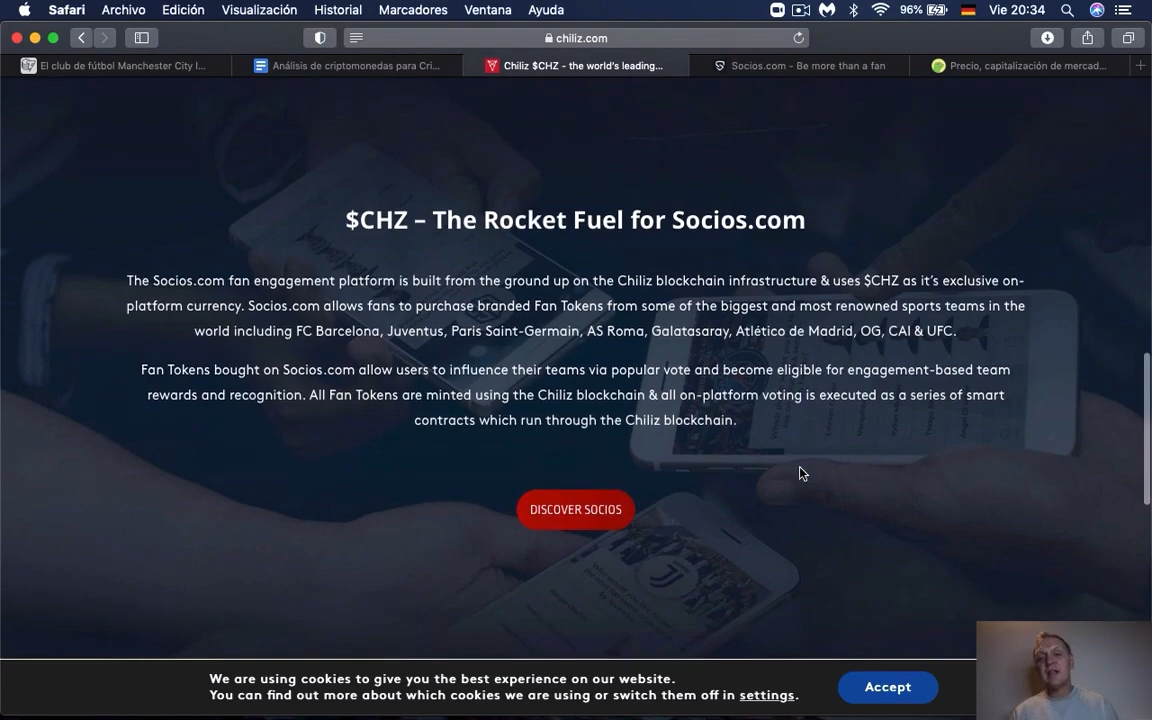 Safari Archivo Edición Visualización Historial Marcadores Ventana Ayuda 96% Vie 20:34
chiliz.com
El club de fútbol Manchester City I... Análisis de criptomonedas para Cri... Chiliz $CHZ - the world's leading... Socios.com - Be more than a fan Precio, capitalización de mercad...
$CHZ – The Rocket Fuel for Socios.com
The Socios.com fan engagement platform is built from the ground up on the Chiliz blockchain infrastructure & uses $CHZ as it's exclusive on-
platform currency. Socios.com allows fans to purchase branded Fan Tokens from some of the biggest and most renowned sports teams in the
world including FC Barcelona, Juventus, Paris Saint-Germain, AS Roma, Galatasaray, Atlético de Madrid, OG, CAI & UFC.
Fan Tokens bought on Socios.com allow users to influence their teams via popular vote and become eligible for engagement-based team
rewards and recognition. All Fan Tokens are minted using the Chiliz blockchain & all on-platform voting is executed as a series of smart
contracts which run through the Chiliz blockchain.
DISCOVER SOCIOS
We are using cookies to give you the best experience on our website.
You can find out more about which cookies we are using or switch them off in settings.
Accept